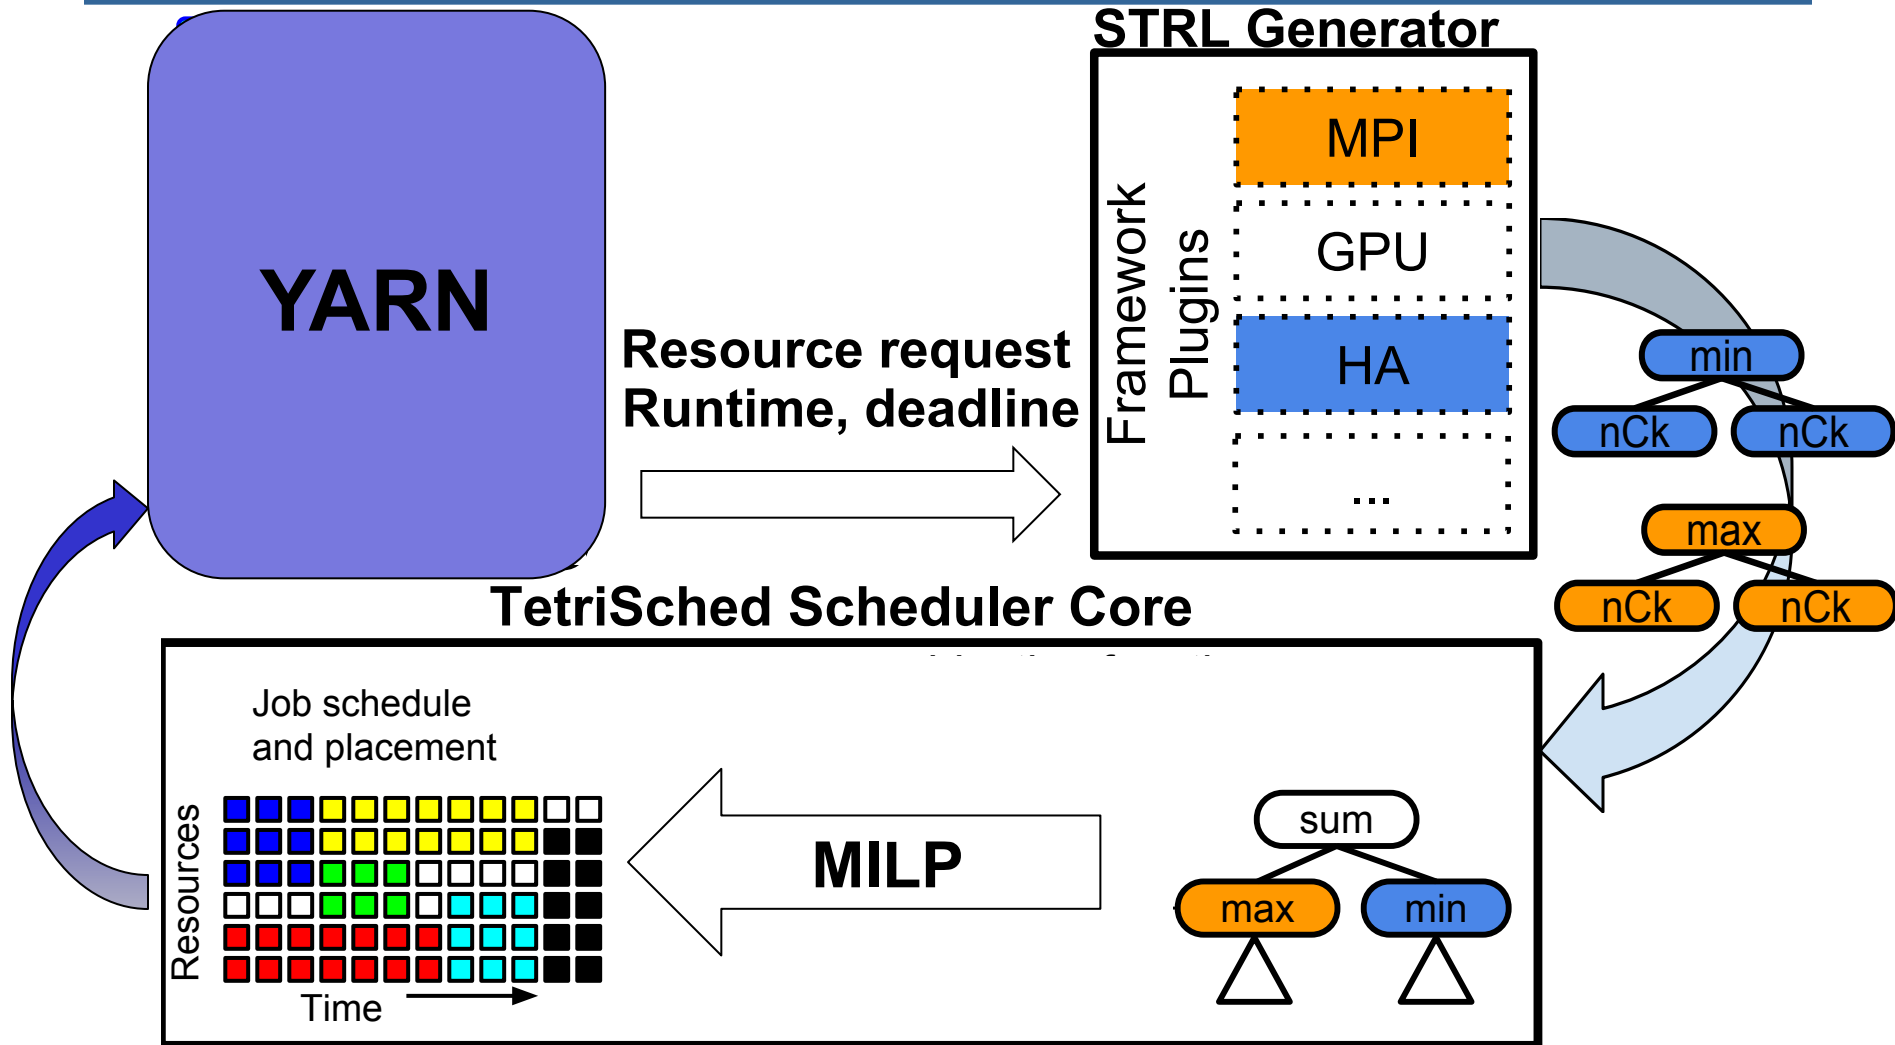 STRL Generator
YARN
Resource request
Runtime, deadline
Framework
Plugins
MPI
GPU
HA
...
min
nCk nCk
max
nCk nCk
TetriSched Scheduler Core
Job schedule
and placement
Resources
Time
MILP
sum
max min